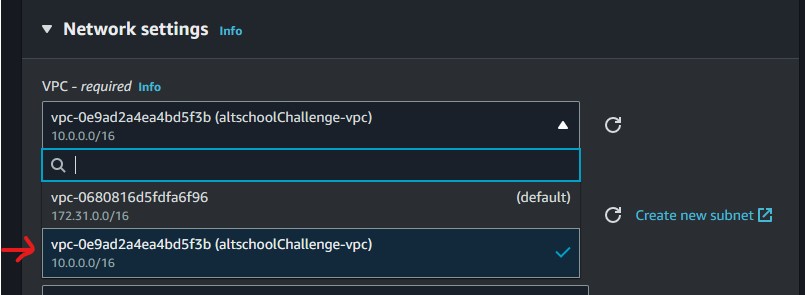 Network settings Info
VPC - required Info
vpc-0e9ad2a4ea4bd5f3b (altschoolChallenge-vpc)
10.0.0.0/16
vpc-0680816d5fdfa6f96 (default)
172.31.0.0/16
Create new subnet
vpc-0e9ad2a4ea4bd5f3b (altschoolChallenge-vpc)
10.0.0.0/16